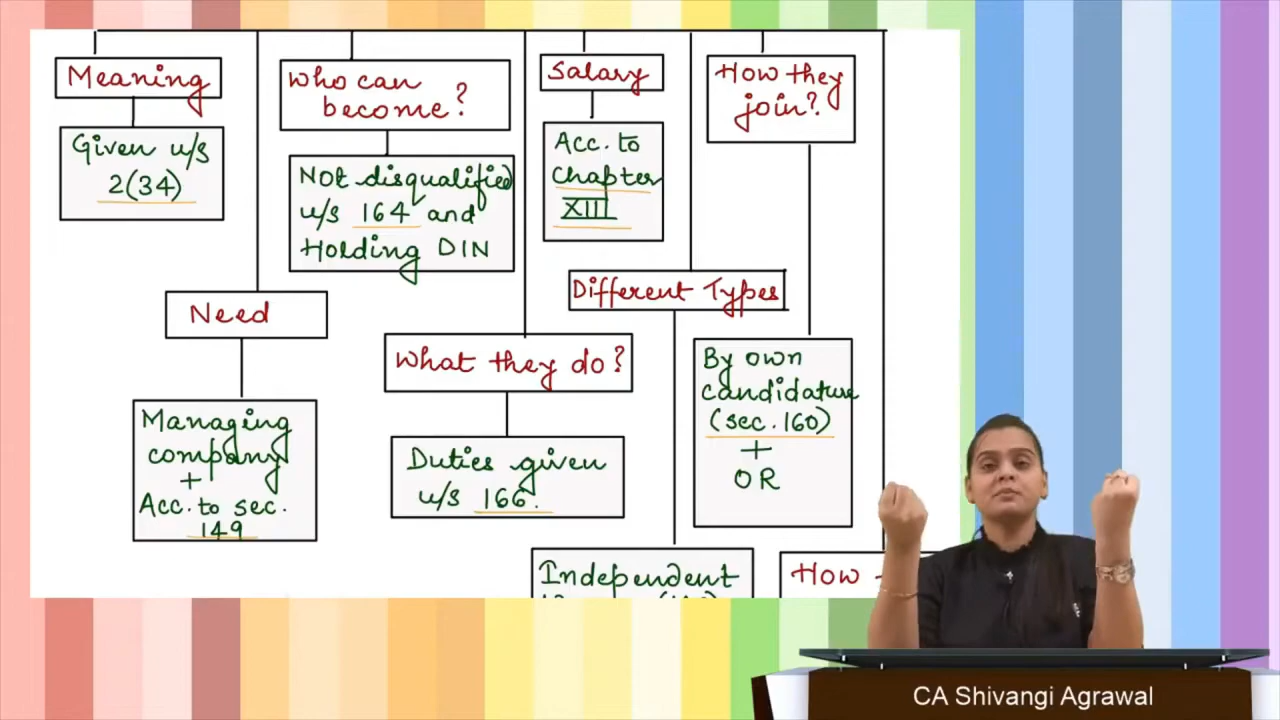 Meaning
Given u/s
2(34)
Who can
become?
Not disqualified
u/s 164 and
Holding DIN
Salary
Acc. to
Chapter
XIII
How they
join?
Need
Managing
company
+
Acc. to sec.
149
What they do?
Duties given
u/s 166.
Different Types
By own
candidature
(sec. 160)
+
OR
Independent
How
CA Shivangi Agrawal